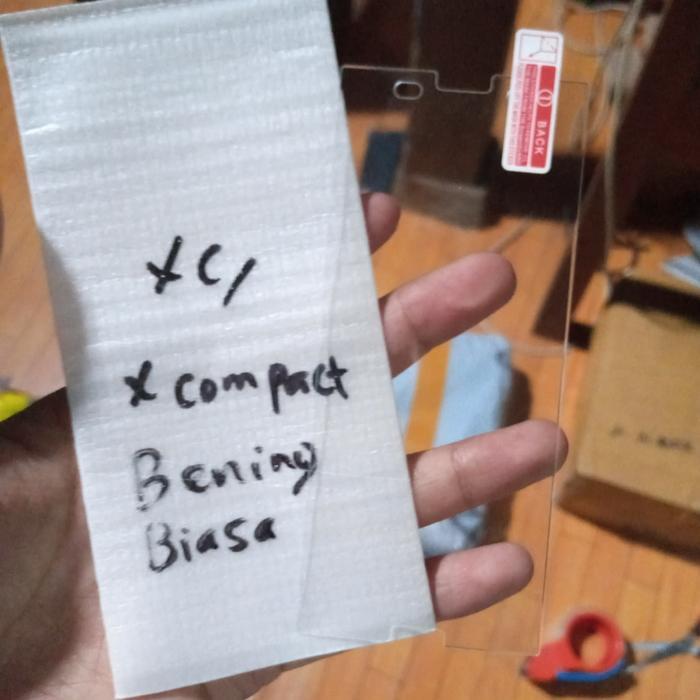 XC/
X compact
Bening
Biasa
BACK